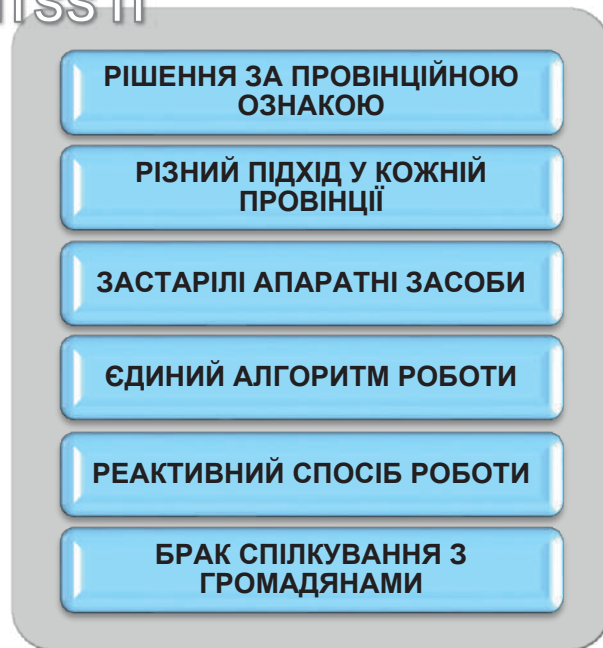 РІШЕННЯ ЗА ПРОВІНЦІЙНОЮ
ОЗНАКОЮ
РІЗНИЙ ПІДХІД У КОЖНІЙ
ПРОВІНЦІЇ
ЗАСТАРІЛІ АПАРАТНІ ЗАСОБИ
ЄДИНИЙ АЛГОРИТМ РОБОТИ
РЕАКТИВНИЙ СПОСІБ РОБОТИ
БРАК СПІЛКУВАННЯ З
ГРОМАДЯНАМИ